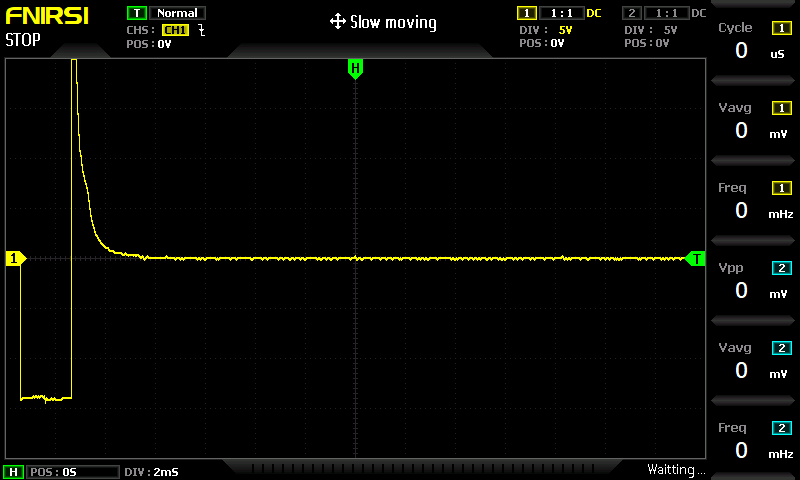 FNIRSI
STOP
T Normal
CHS: CH1
POS: 0V
Slow moving
1 1:1 DC
DIV: 5V
POS: 0V
2 1:1 DC
DIV: 5V
POS: 0V
H
1
T
Cycle 1
0 uS
Vavg 1
0 mV
Freq 1
0 mHz
Vpp 2
0 mV
Vavg 2
0 mV
Freq 2
0 mHz
H POS: 0S DIV: 2mS
Waitting...